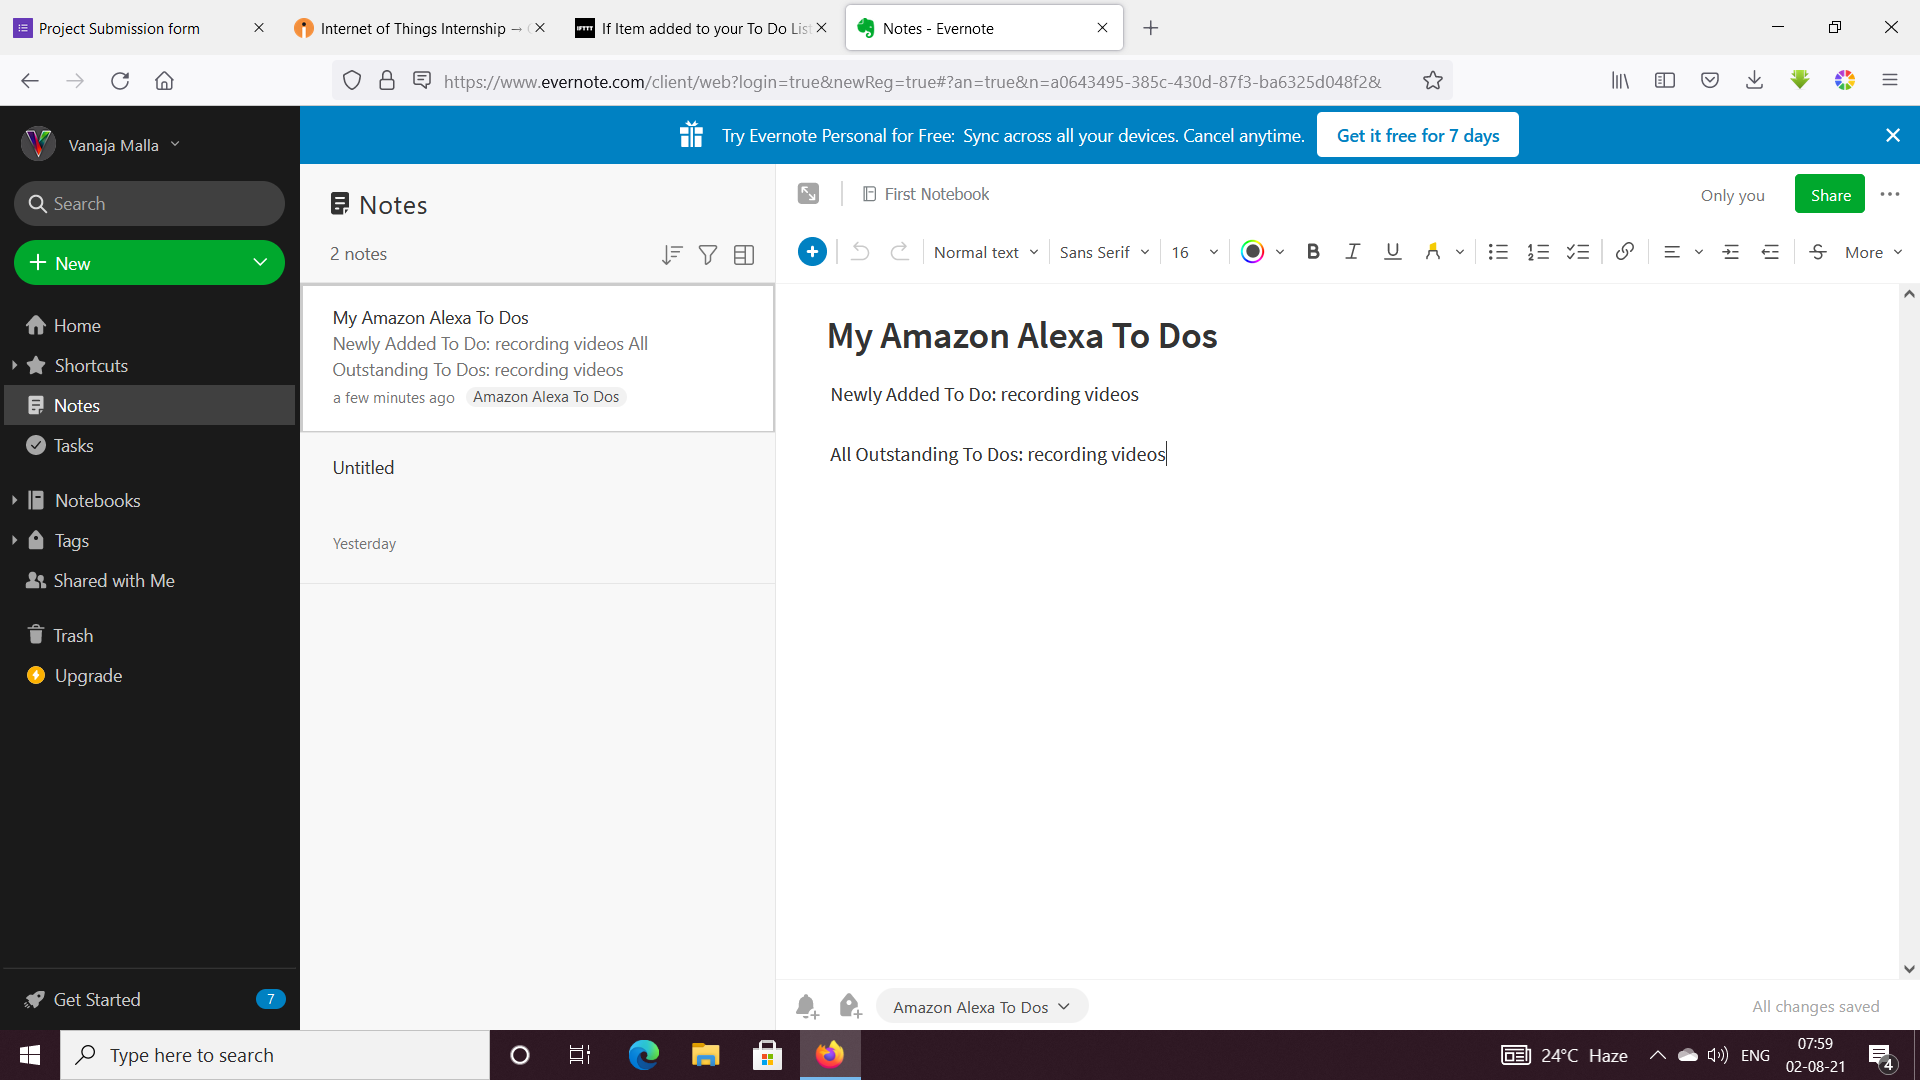 Project Submission form
Internet of Things Internship –
If Item added to your To Do List
Notes - Evernote
https://www.evernote.com/client/web?login=true&newReg=true#?an=true&n=a0643495-385c-430d-87f3-ba6325d048f2&
Vanaja Malla
Search
New
Home
Shortcuts
Notes
Tasks
Notebooks
Tags
Shared with Me
Trash
Upgrade
Get Started
7
Try Evernote Personal for Free: Sync across all your devices. Cancel anytime.
Get it free for 7 days
Notes
2 notes
My Amazon Alexa To Dos
Newly Added To Do: recording videos All
Outstanding To Dos: recording videos
a few minutes ago Amazon Alexa To Dos
Untitled
Yesterday
First Notebook
Only you
Share
Normal text
Sans Serif
16
B
I
U
More
My Amazon Alexa To Dos
Newly Added To Do: recording videos
All Outstanding To Dos: recording videos
Amazon Alexa To Dos
All changes saved
Type here to search
24°C Haze
ENG
07:59
02-08-21
4